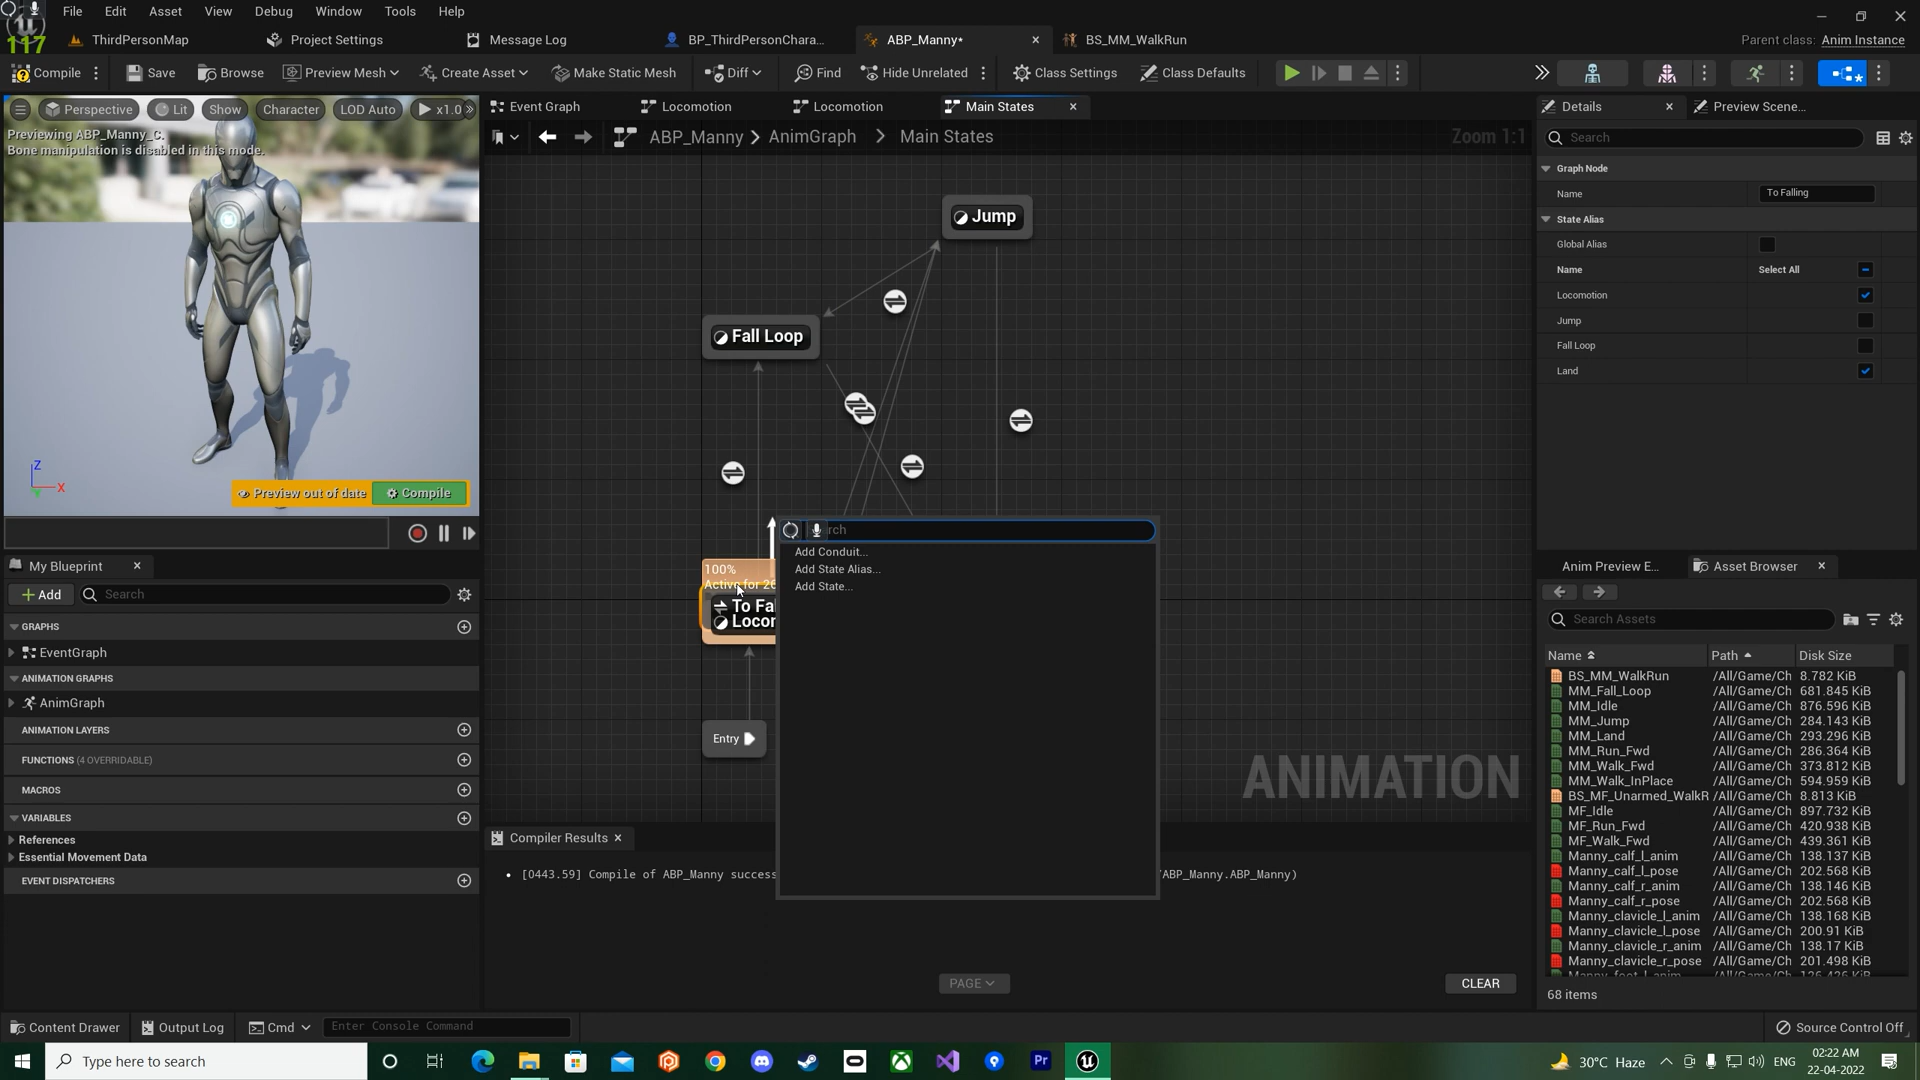 File Edit Asset View Debug Window Tools Help
117
ThirdPersonMap Project Settings Message Log BP_ThirdPersonChara... ABP_Manny* BS_MM_WalkRun Parent class: Anim Instance
Compile Save Browse Preview Mesh Create Asset Make Static Mesh Diff Find Hide Unrelated Class Settings Class Defaults
Perspective Lit Show Character LOD Auto x1.0
Previewing ABP_Manny_C.
Bone manipulation is disabled in this mode.
Z
X
Preview out of date Compile
My Blueprint
Add Search
GRAPHS
EventGraph
ANIMATION GRAPHS
AnimGraph
ANIMATION LAYERS
FUNCTIONS (4 OVERRIDABLE)
MACROS
VARIABLES
References
Essential Movement Data
EVENT DISPATCHERS
Event Graph Locomotion Locomotion Main States
ABP_Manny > AnimGraph > Main States Zoom 1:1
Jump
Fall Loop
100%
Active for 26
To Fal
Locor
Entry
rch
Add Conduit...
Add State Alias...
Add State...
ANIMATION
Compiler Results
[0443.59] Compile of ABP_Manny success /ABP_Manny.ABP_Manny)
PAGE CLEAR
Details Preview Scene...
Search
Graph Node
Name To Falling
State Alias
Global Alias
Name Select All
Locomotion
Jump
Fall Loop
Land
Anim Preview E... Asset Browser
Search Assets
Name Path Disk Size
BS_MM_WalkRun /All/Game/Ch 8.782 KiB
MM_Fall_Loop /All/Game/Ch 681.845 KiB
MM_Idle /All/Game/Ch 876.596 KiB
MM_Jump /All/Game/Ch 284.143 KiB
MM_Land /All/Game/Ch 293.296 KiB
MM_Run_Fwd /All/Game/Ch 286.364 KiB
MM_Walk_Fwd /All/Game/Ch 373.812 KiB
MM_Walk_InPlace /All/Game/Ch 594.959 KiB
BS_MF_Unarmed_WalkR /All/Game/Ch 8.813 KiB
MF_Idle /All/Game/Ch 897.732 KiB
MF_Run_Fwd /All/Game/Ch 420.938 KiB
MF_Walk_Fwd /All/Game/Ch 439.361 KiB
Manny_calf_l_anim /All/Game/Ch 138.137 KiB
Manny_calf_l_pose /All/Game/Ch 202.568 KiB
Manny_calf_r_anim /All/Game/Ch 138.146 KiB
Manny_calf_r_pose /All/Game/Ch 202.568 KiB
Manny_clavicle_l_anim /All/Game/Ch 138.168 KiB
Manny_clavicle_l_pose /All/Game/Ch 200.91 KiB
Manny_clavicle_r_anim /All/Game/Ch 138.17 KiB
Manny_clavicle_r_pose /All/Game/Ch 201.498 KiB
Manny_foot_l_anim /All/Game/Ch 126.426 KiB
68 items
Content Drawer Output Log Cmd Enter Console Command Source Control Off
Type here to search Pr 30°C Haze ENG 02:22 AM
22-04-2022